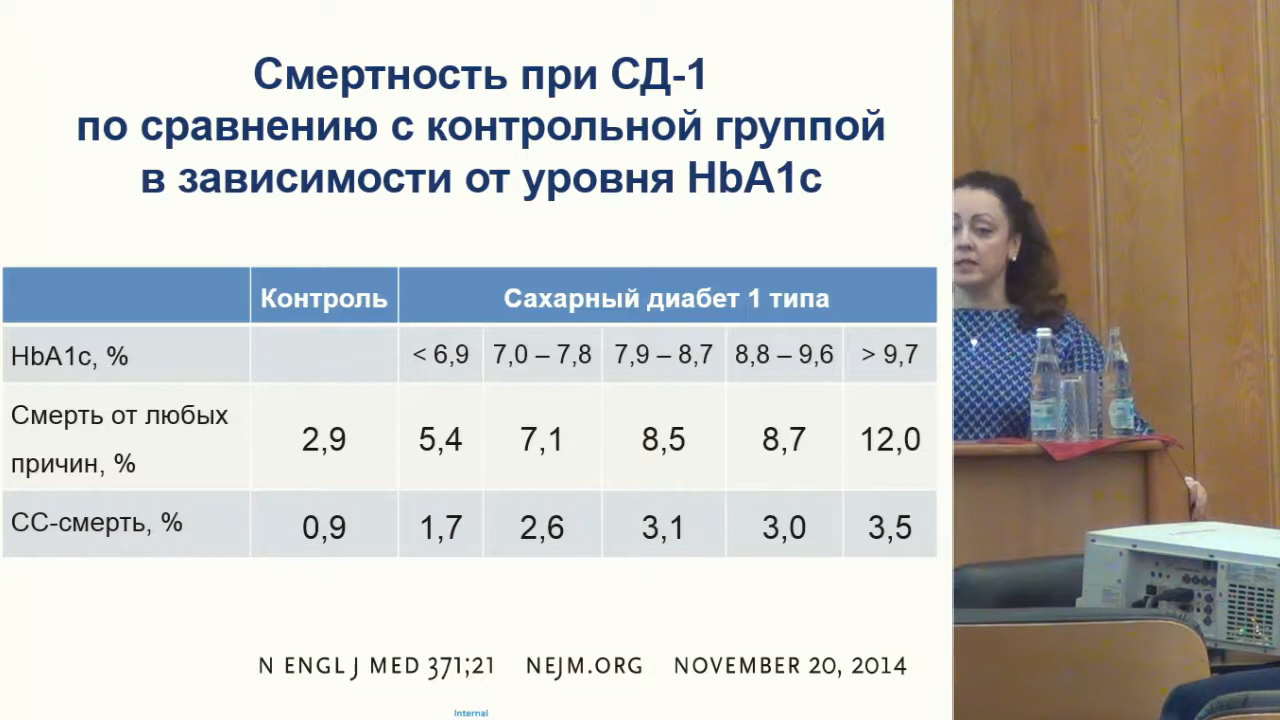 Смертность при СД-1
по сравнению с контрольной группой
в зависимости от уровня HbA1c
Контроль Сахарный диабет 1 типа
HbA1c, % < 6,9 7,0 – 7,8 7,9 – 8,7 8,8 – 9,6 > 9,7
Смерть от любых
причин, % 2,9 5,4 7,1 8,5 8,7 12,0
СС-смерть, % 0,9 1,7 2,6 3,1 3,0 3,5
N ENGL J MED 371;21 NEJM.ORG NOVEMBER 20, 2014
Internal